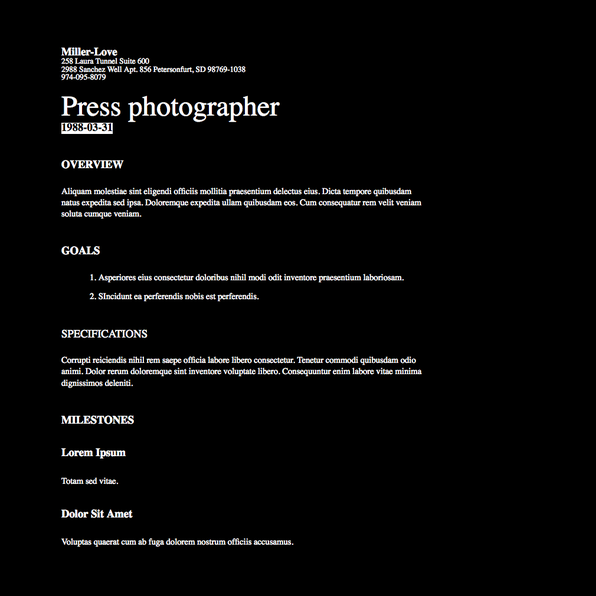 Miller-Love
258 Laura Tunnel Suite 600
2988 Sanchez Well Apt. 856 Petersonfurt, SD 98769-1038
974-095-8079
Press photographer
1988-03-31
OVERVIEW
Aliquam molestiae sint eligendi officiis mollitia praesentium delectus eius. Dicta tempore quibusdam
natus expedita sed ipsa. Doloremque expedita ullam quibusdam eos. Cum consequatur rem velit veniam
soluta cumque veniam.
GOALS
1. Asperiores eius consectetur doloribus nihil modi odit inventore praesentium laboriosam.
2. SIncidunt ea perferendis nobis est perferendis.
SPECIFICATIONS
Corrupti reiciendis nihil rem saepe officia labore libero consectetur. Tenetur commodi quibusdam odio
animi. Dolor rerum doloremque sint inventore voluptate libero. Consequuntur enim labore vitae minima
dignissimos deleniti.
MILESTONES
Lorem Ipsum
Totam sed vitae.
Dolor Sit Amet
Voluptas quaerat cum ab fuga dolorem nostrum officiis accusamus.